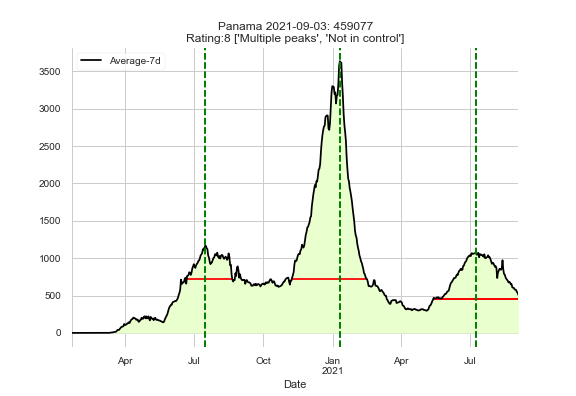 Panama 2021-09-03: 459077
Rating:8 ['Multiple peaks', 'Not in control']
Average-7d
3500
3000
2500
2000
1500
1000
500
0
Apr
Jul
Oct
Jan
2021
Apr
Jul
Date